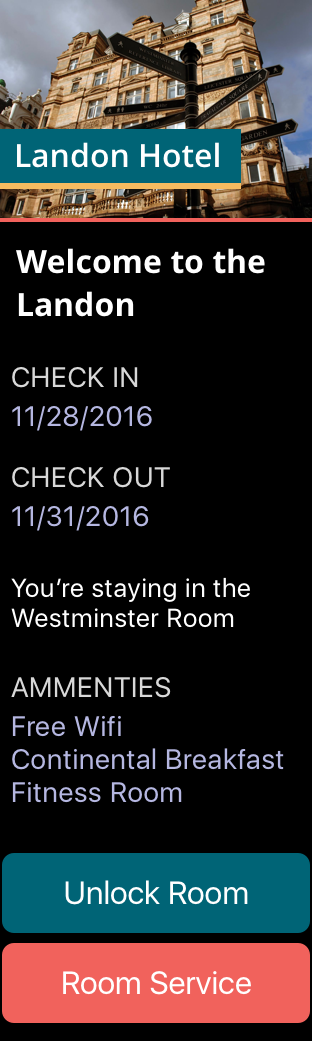 Landon Hotel
Welcome to the
Landon
CHECK IN
11/28/2016
CHECK OUT
11/31/2016
You’re staying in the
Westminster Room
AMMENTIES
Free Wifi
Continental Breakfast
Fitness Room
Unlock Room
Room Service